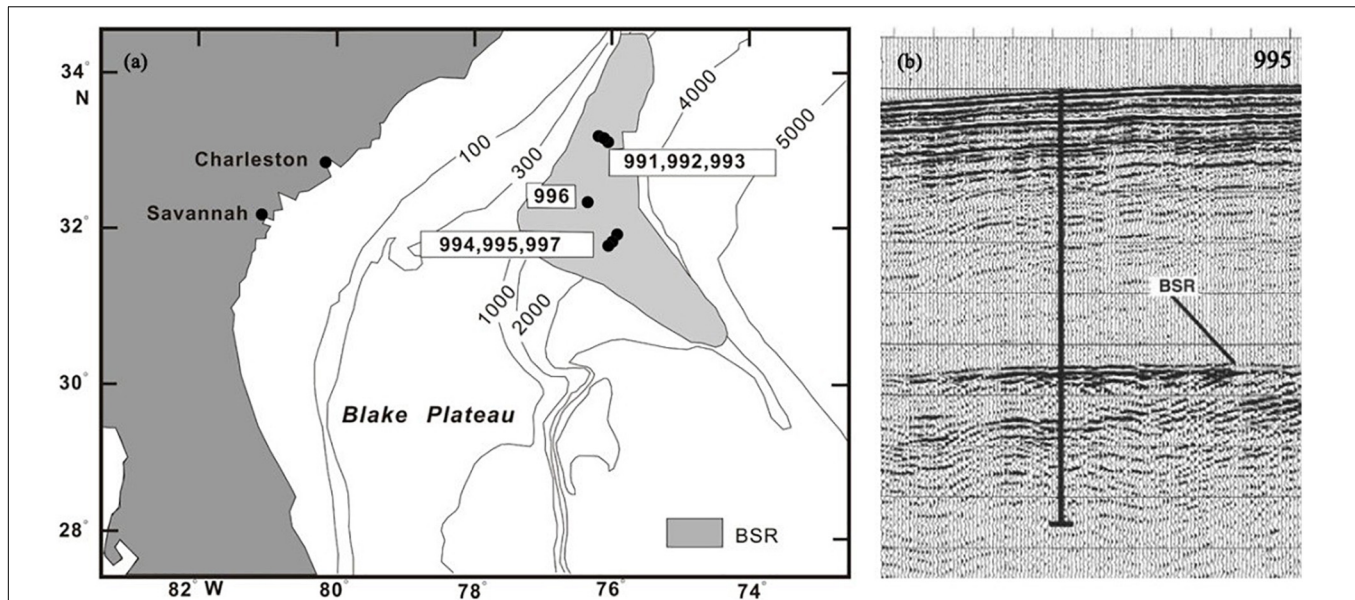 (a)
34°
N
Charleston
Savannah
32°
30°
28°
100
300
4000
5000
991,992,993
996
994,995,997
1000
2000
Blake Plateau
BSR
82° W
80°
78°
76°
74°
(b)
995
BSR